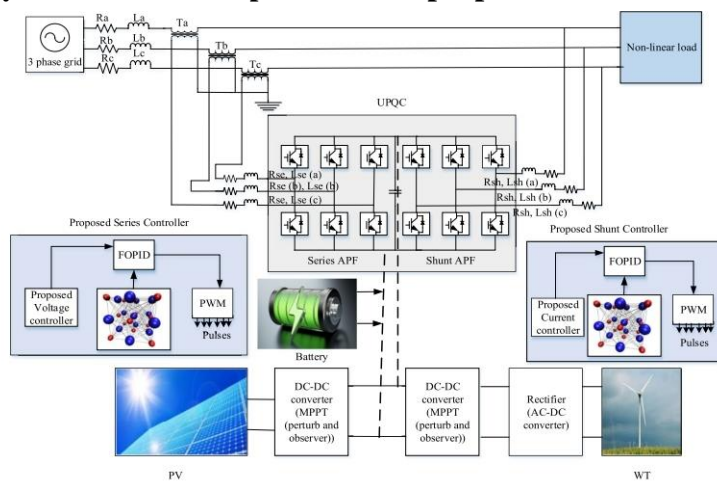 Ra
La
Ta
Rb
Lb
Tb
Rc
Lc
Tc
3 phase grid
Non-linear load
UPQC
Rse, Lse (a)
Rse (b), Lse (b)
Rse, Lse (c)
Rsh, Lsh (a)
Rsh, Lsh (b)
Rsh, Lsh (c)
Series APF
Shunt APF
Proposed Series Controller
FOPID
Proposed
Voltage
controller
PWM
Pulses
Battery
Proposed Shunt Controller
FOPID
Proposed
Current
controller
PWM
Pulses
DC-DC
converter
(MPPT
(perturb and
observer))
DC-DC
converter
(MPPT
(perturb and
observer))
Rectifier
(AC-DC
converter)
PV
WT